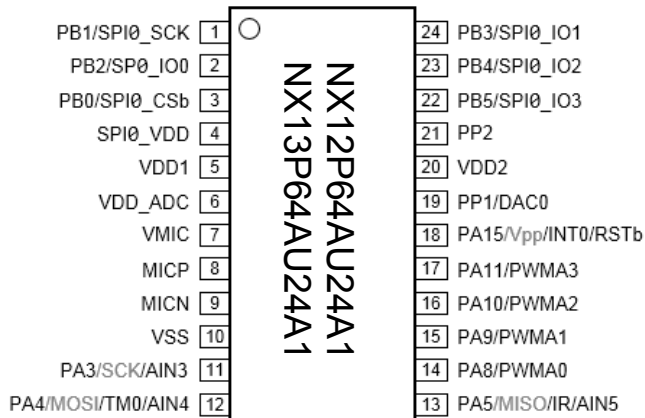 PB1/SPI0_SCK 1 24 PB3/SPI0_IO1
PB2/SP0_IO0 2 23 PB4/SPI0_IO2
PB0/SPI0_CSb 3 22 PB5/SPI0_IO3
SPI0_VDD 4 21 PP2
VDD1 5 20 VDD2
VDD_ADC 6 19 PP1/DAC0
VMIC 7 18 PA15/Vpp/INT0/RSTb
MICP 8 17 PA11/PWMA3
MICN 9 16 PA10/PWMA2
VSS 10 15 PA9/PWMA1
PA3/SCK/AIN3 11 14 PA8/PWMA0
PA4/MOSI/TM0/AIN4 12 13 PA5/MISO/IR/AIN5
NX12P64AU24A1
NX13P64AU24A1